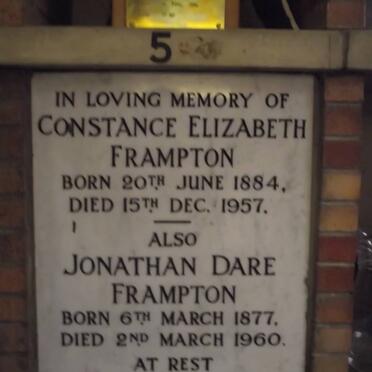 5
IN LOVING MEMORY OF
CONSTANCE ELIZABETH
FRAMPTON
BORN 20TH JUNE 1884,
DIED 15TH DEC. 1957.
ALSO
JONATHAN DARE
FRAMPTON
BORN 6TH MARCH 1877,
DIED 2ND MARCH 1960.
AT REST